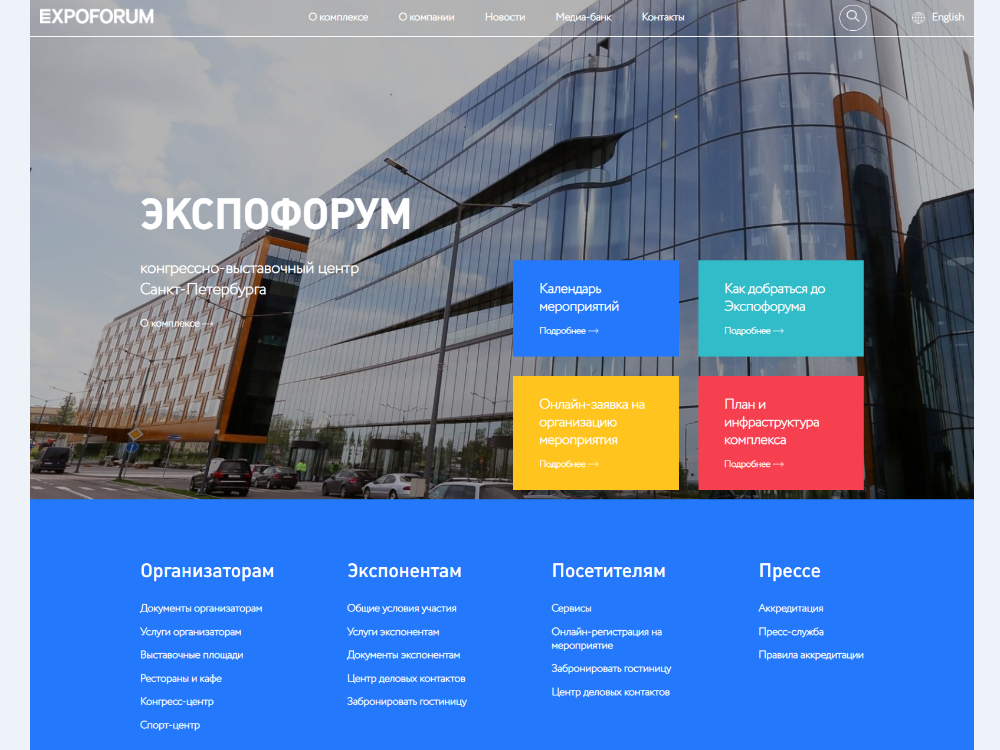 EXPOFORUM
О комплексе
О компании
Новости
Медиа-банк
Контакты
English
ЭКСПОФОРУМ
конгрессно-выставочный центр
Санкт-Петербурга
О комплексе
Календарь
мероприятий
Подробнее
Как добраться до
Экспофорума
Подробнее
Онлайн-заявка на
организацию
мероприятия
Подробнее
План и
инфраструктура
комплекса
Подробнее
Организаторам
Документы организаторам
Услуги организаторам
Выставочные площади
Рестораны и кафе
Конгресс-центр
Спорт-центр
Экспонентам
Общие условия участия
Услуги экспонентам
Документы экспонентам
Центр деловых контактов
Забронировать гостиницу
Посетителям
Сервисы
Онлайн-регистрация на
мероприятие
Забронировать гостиницу
Центр деловых контактов
Прессе
Аккредитация
Пресс-служба
Правила аккредитации